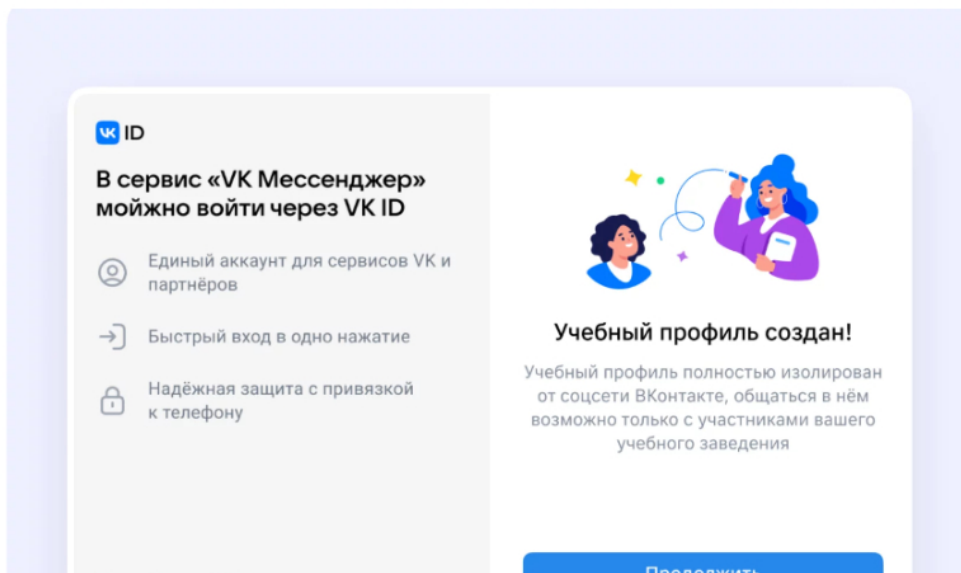 VK ID
В сервис «VK Мессенджер»
мойжно войти через VK ID
Единый аккаунт для сервисов VK и
партнёров
Быстрый вход в одно нажатие
Надёжная защита с привязкой
к телефону
Учебный профиль создан!
Учебный профиль полностью изолирован
от соцсети ВКонтакте, общаться в нём
возможно только с участниками вашего
учебного заведения
Продолжить